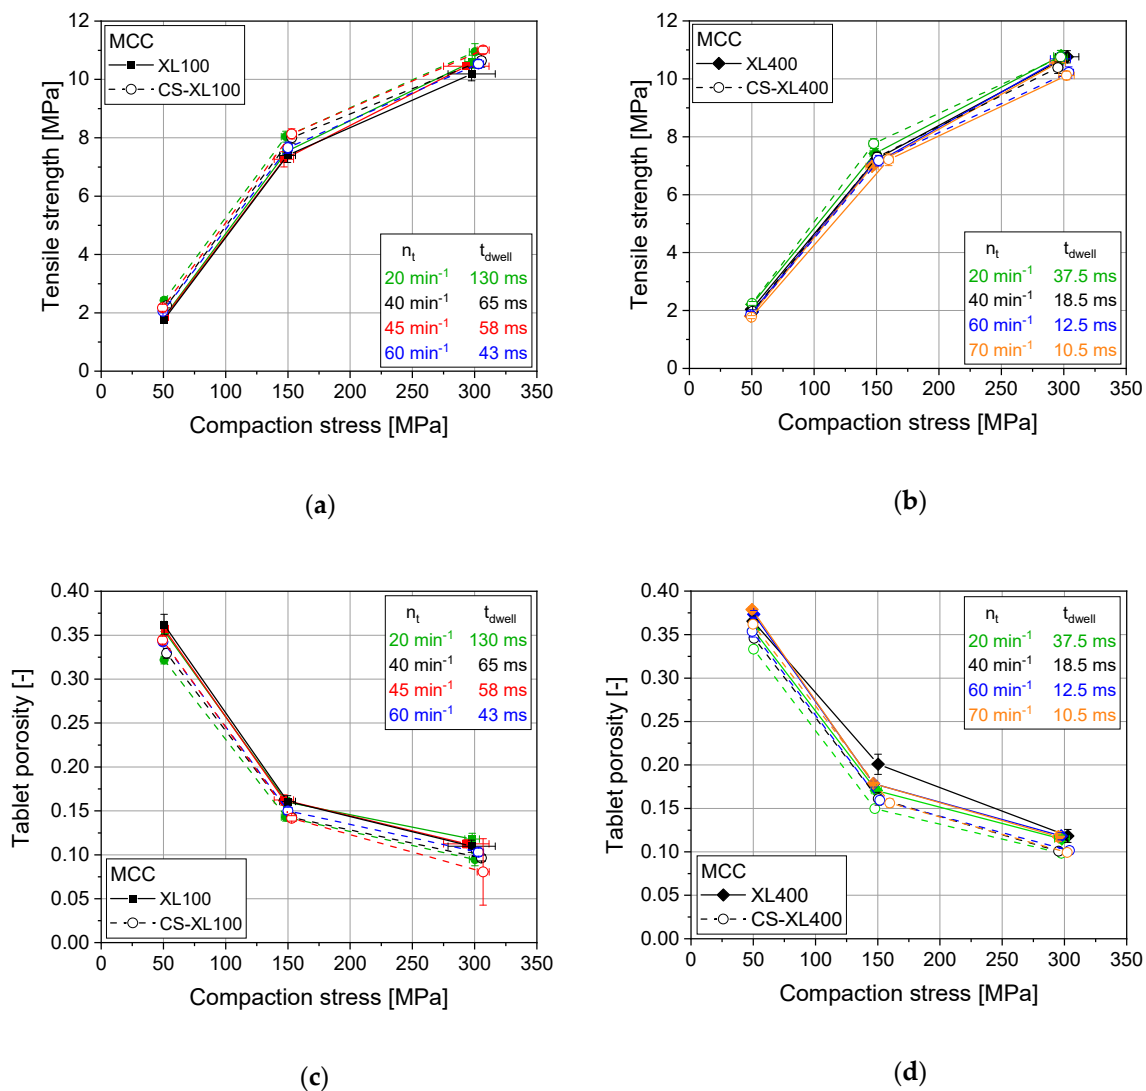 12
10
8
6
4
2
0
Tensile strength [MPa]
MCC
XL100
CS-XL100
n_t t_dwell
20 min⁻¹ 130 ms
40 min⁻¹ 65 ms
45 min⁻¹ 58 ms
60 min⁻¹ 43 ms
0 50 100 150 200 250 300 350
Compaction stress [MPa]
(a)
12
10
8
6
4
2
0
Tensile strength [MPa]
MCC
XL400
CS-XL400
n_t t_dwell
20 min⁻¹ 37.5 ms
40 min⁻¹ 18.5 ms
60 min⁻¹ 12.5 ms
70 min⁻¹ 10.5 ms
0 50 100 150 200 250 300 350
Compaction stress [MPa]
(b)
0.40
0.35
0.30
0.25
0.20
0.15
0.10
0.05
0.00
Tablet porosity [-]
n_t t_dwell
20 min⁻¹ 130 ms
40 min⁻¹ 65 ms
45 min⁻¹ 58 ms
60 min⁻¹ 43 ms
MCC
XL100
CS-XL100
0 50 100 150 200 250 300 350
Compaction stress [MPa]
(c)
0.40
0.35
0.30
0.25
0.20
0.15
0.10
0.05
0.00
Tablet porosity [-]
n_t t_dwell
20 min⁻¹ 37.5 ms
40 min⁻¹ 18.5 ms
60 min⁻¹ 12.5 ms
70 min⁻¹ 10.5 ms
MCC
XL400
CS-XL400
0 50 100 150 200 250 300 350
Compaction stress [MPa]
(d)